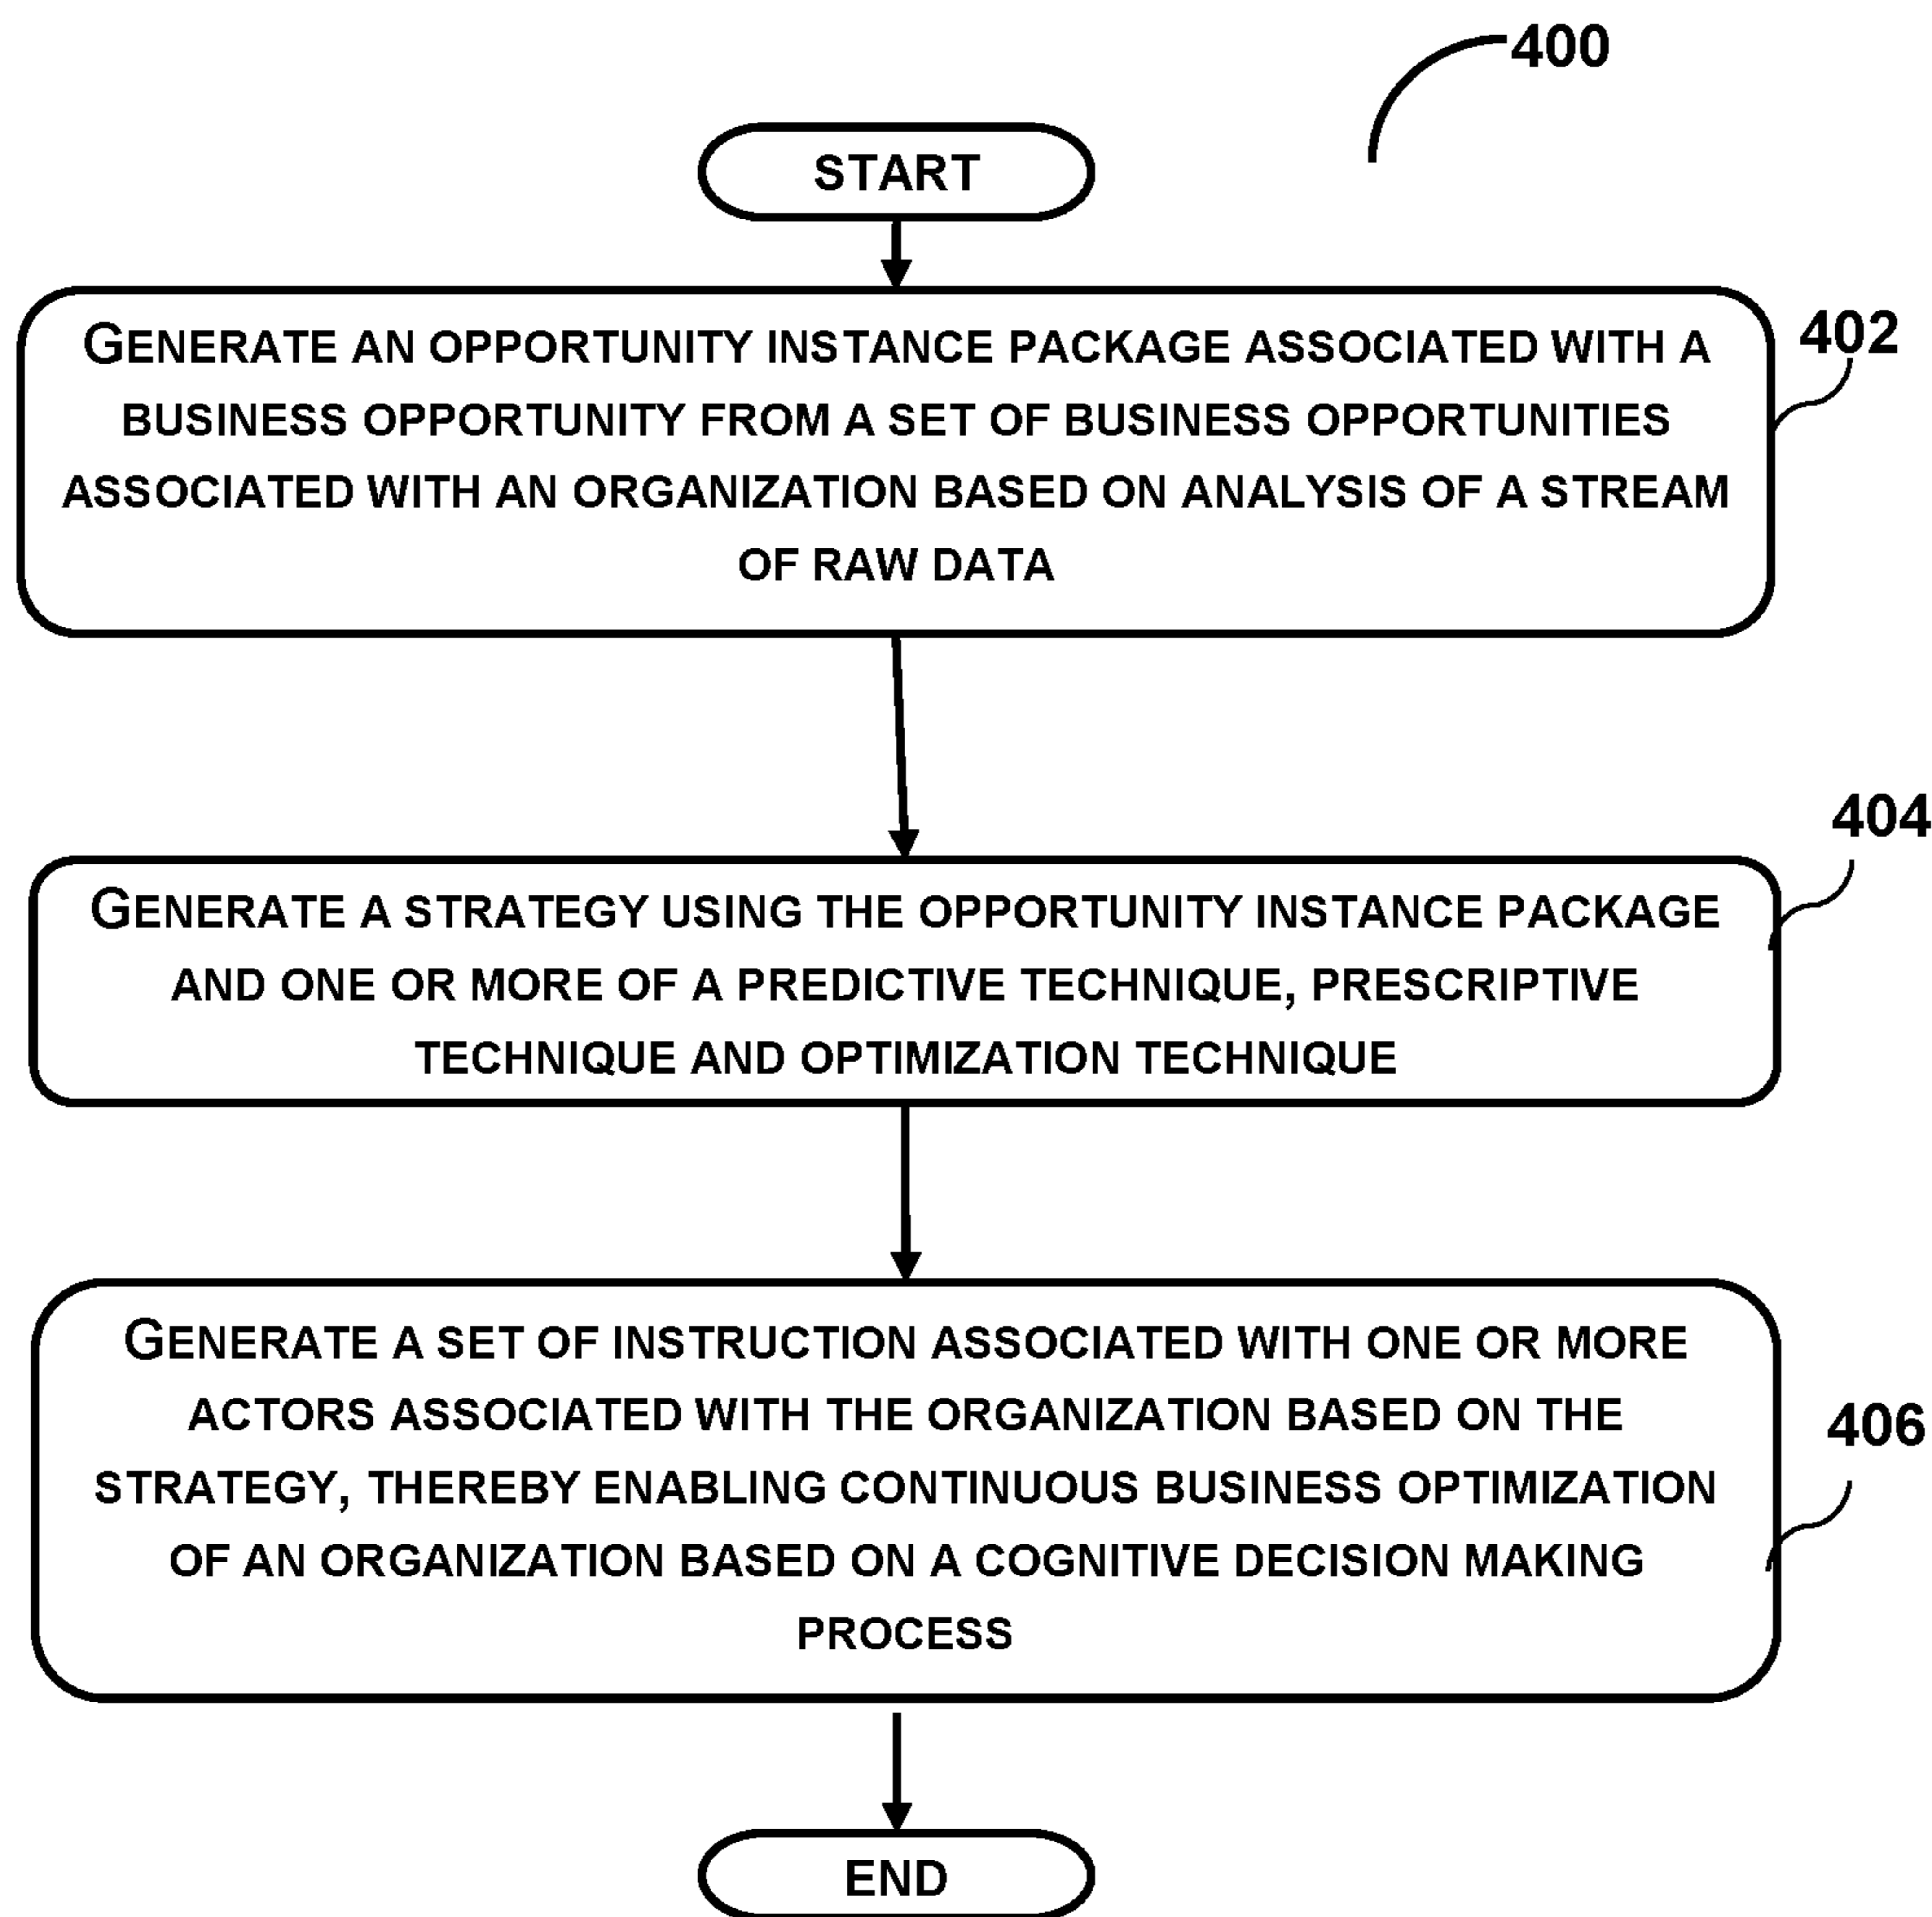 400
START
GENERATE AN OPPORTUNITY INSTANCE PACKAGE ASSOCIATED WITH A
BUSINESS OPPORTUNITY FROM A SET OF BUSINESS OPPORTUNITIES
ASSOCIATED WITH AN ORGANIZATION BASED ON ANALYSIS OF A STREAM
OF RAW DATA
402
GENERATE A STRATEGY USING THE OPPORTUNITY INSTANCE PACKAGE
AND ONE OR MORE OF A PREDICTIVE TECHNIQUE, PRESCRIPTIVE
TECHNIQUE AND OPTIMIZATION TECHNIQUE
404
GENERATE A SET OF INSTRUCTION ASSOCIATED WITH ONE OR MORE
ACTORS ASSOCIATED WITH THE ORGANIZATION BASED ON THE
STRATEGY, THEREBY ENABLING CONTINUOUS BUSINESS OPTIMIZATION
OF AN ORGANIZATION BASED ON A COGNITIVE DECISION MAKING
PROCESS
406
END